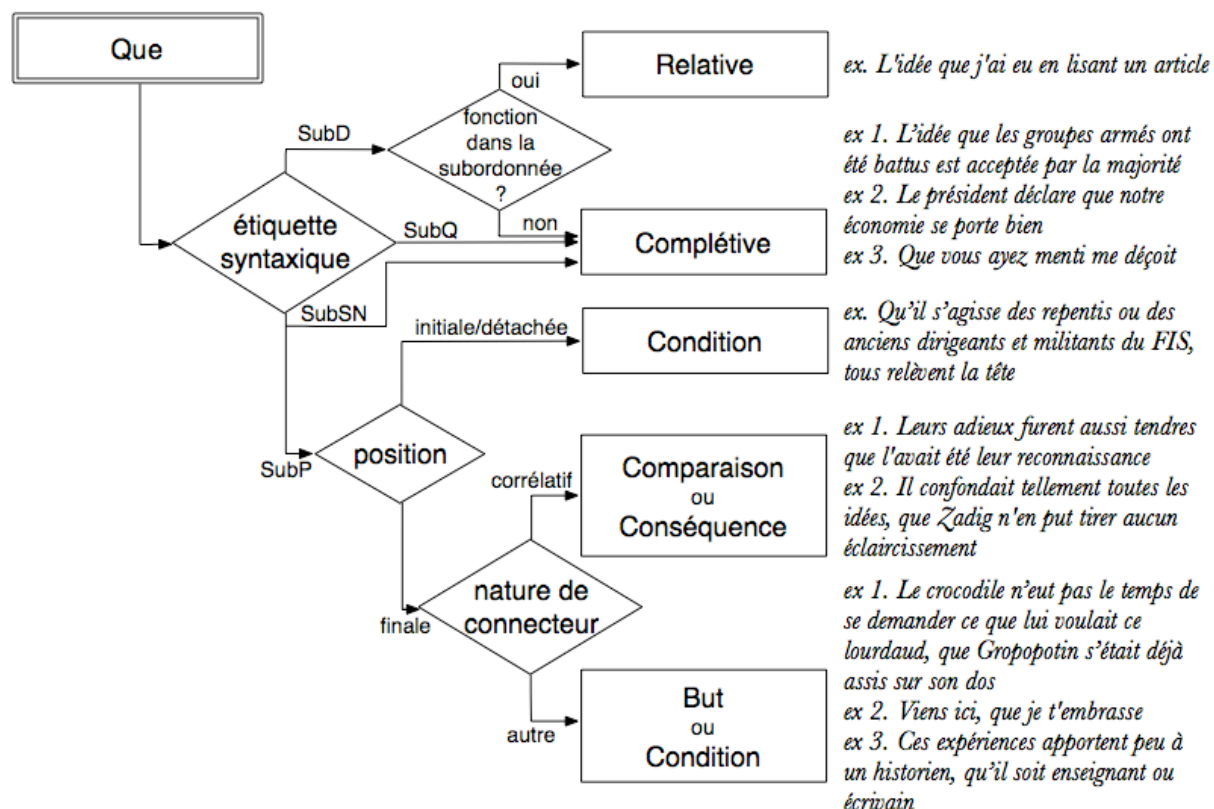 Que
Relative
ex. L'idée que j'ai eu en lisant un article
oui
SubD
fonction
dans la
subordonnée
?
ex 1. L'idée que les groupes armés ont
été battus est acceptée par la majorité
ex 2. Le président déclare que notre
économie se porte bien
ex 3. Que vous ayez menti me déçoit
étiquette
syntaxique
SubQ
non
Complétive
SubSN
initiale/détachée
Condition
ex. Qu'il s'agisse des repentis ou des
anciens dirigeants et militants du FIS,
tous relèvent la tête
SubP
position
corrélatif
Comparaison
ou
Conséquence
ex 1. Leurs adieux furent aussi tendres
que l'avait été leur reconnaissance
ex 2. Il confondait tellement toutes les
idées, que Zadig n'en put tirer aucun
éclaircissement
finale
nature de
connecteur
autre
But
ou
Condition
ex 1. Le crocodile n'eut pas le temps de
se demander ce que lui voulait ce
lourdaud, que Gropopotin s'était déjà
assis sur son dos
ex 2. Viens ici, que je t'embrasse
ex 3. Ces expériences apportent peu à
un historien, qu'il soit enseignant ou
écrivain